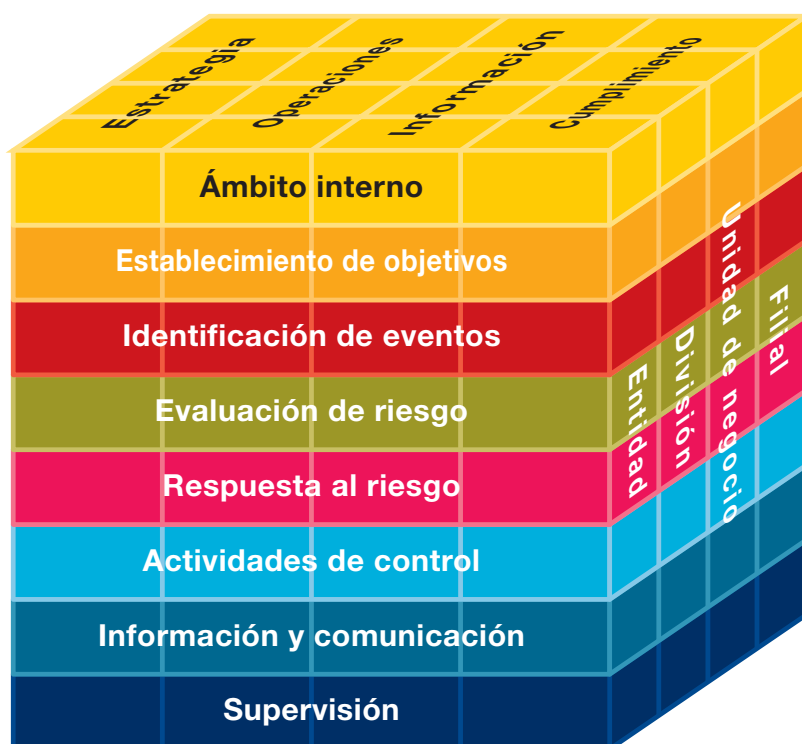 Estrategia
Operaciones
Información
Cumplimiento
Ámbito interno
Establecimiento de objetivos
Identificación de eventos
Evaluación de riesgo
Respuesta al riesgo
Actividades de control
Información y comunicación
Supervisión
Entidad
División
Unidad de negocio
Filial